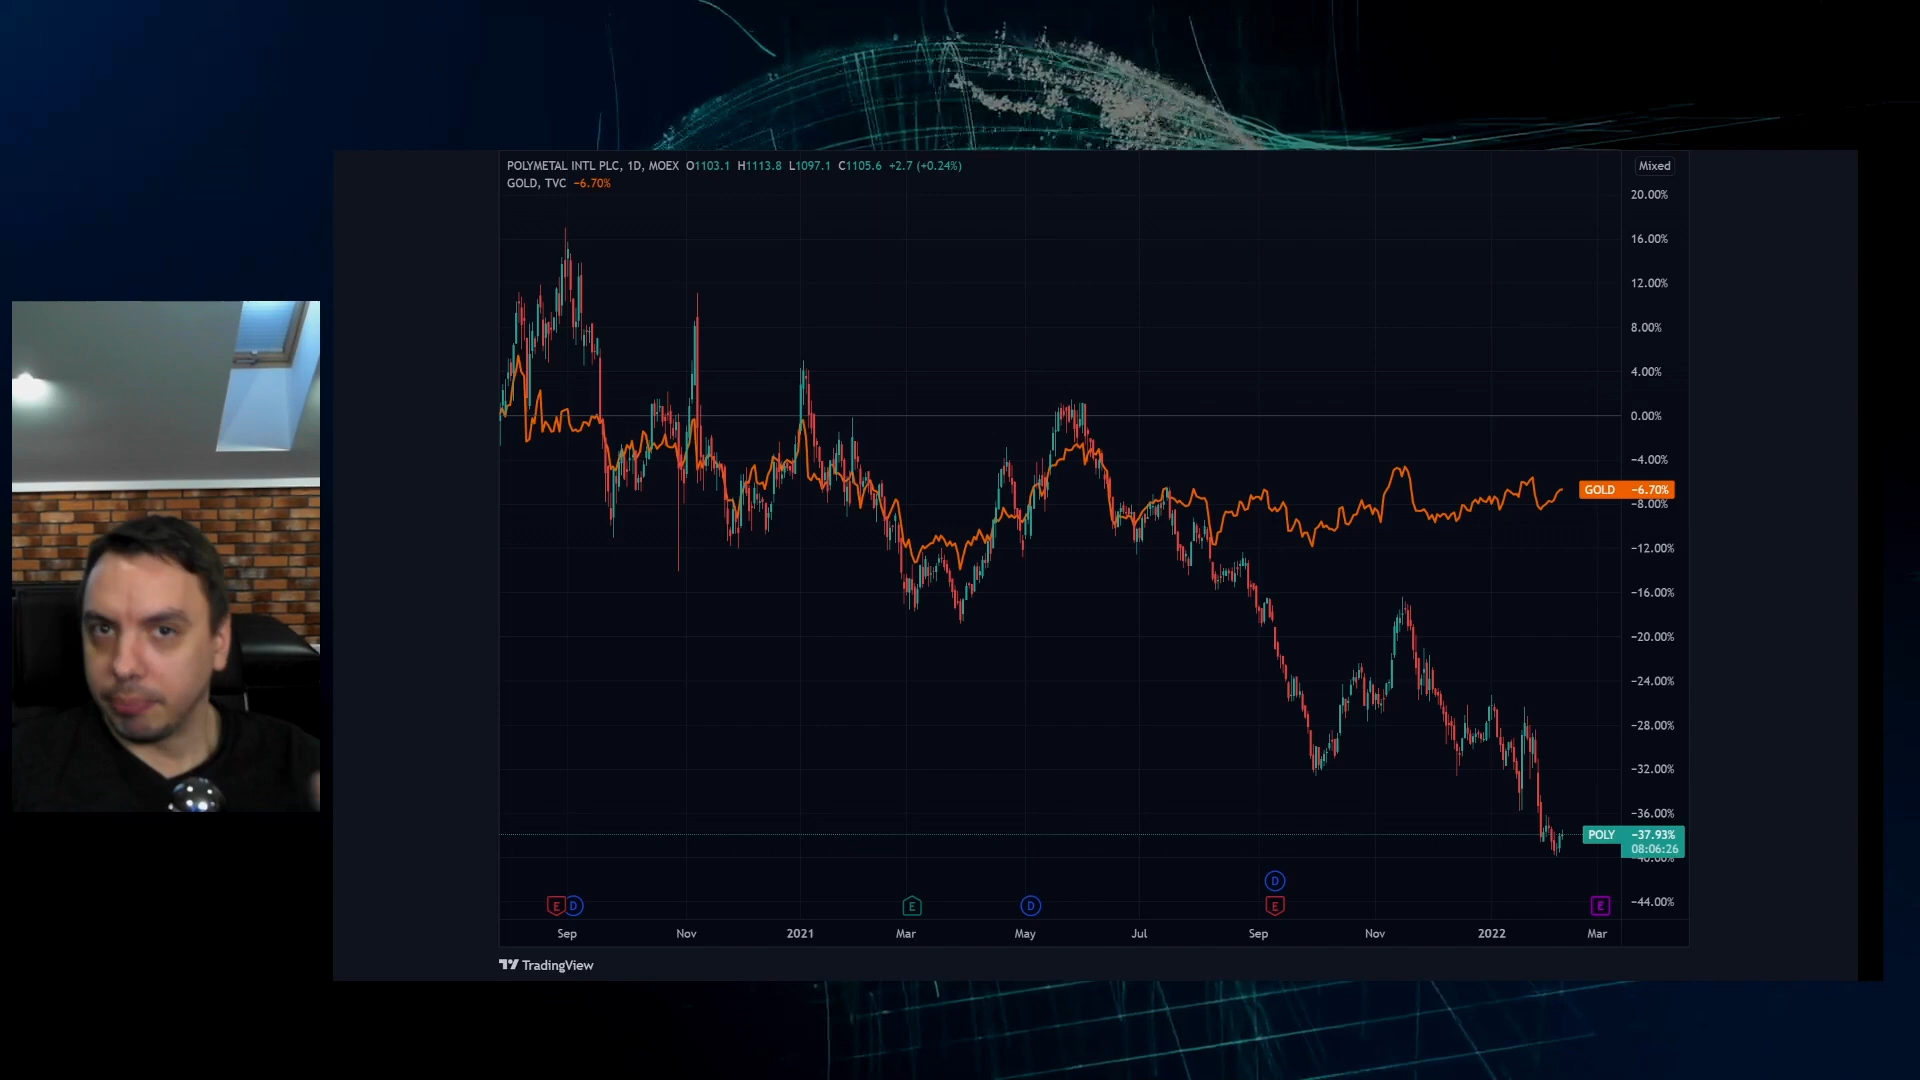 POLYMETAL INTL PLC, 1D, MOEX O1103.1 H1113.8 L1097.1 C1105.6 +2.7 (+0.24%)
GOLD, TVC −6.70%
Mixed
20.00%
16.00%
12.00%
8.00%
4.00%
0.00%
−4.00%
GOLD −6.70%
−8.00%
−12.00%
−16.00%
−20.00%
−24.00%
−28.00%
−32.00%
−36.00%
POLY −37.93%
08:06:26
−40.00%
−44.00%
D
E D E D E E
Sep Nov 2021 Mar May Jul Sep Nov 2022 Mar
TradingView